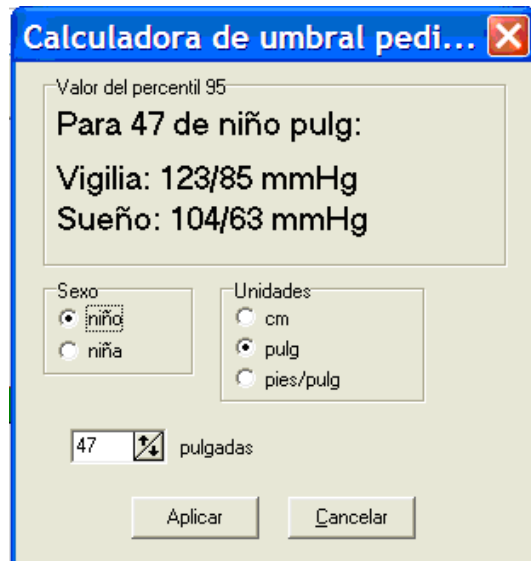 Calculadora de umbral pedi...
Valor del percentil 95
Para 47 de niño pulg:
Vigilia: 123/85 mmHg
Sueño: 104/63 mmHg
Sexo
niño
niña
Unidades
cm
pulg
pies/pulg
47 pulgadas
Aplicar Cancelar